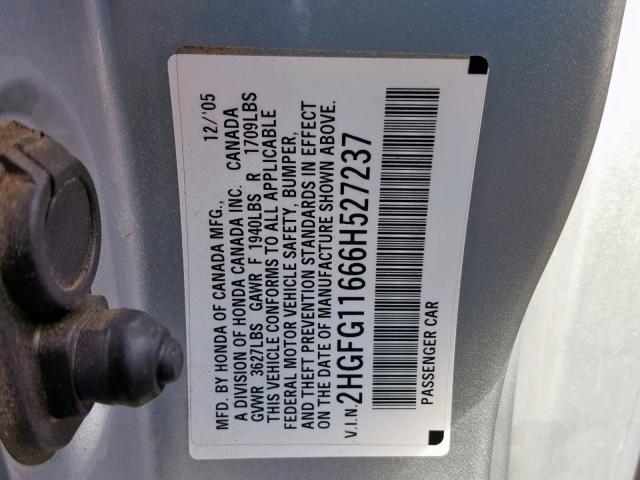 MFD. BY HONDA OF CANADA MFG., 12/'05
A DIVISION OF HONDA CANADA INC. CANADA
GVWR 3627LBS GAWR F 1940LBS R 1709LBS
THIS VEHICLE CONFORMS TO ALL APPLICABLE
FEDERAL MOTOR VEHICLE SAFETY, BUMPER,
AND THEFT PREVENTION STANDARDS IN EFFECT
ON THE DATE OF MANUFACTURE SHOWN ABOVE.
V.I.N. 2HGFG11666H527237
PASSENGER CAR